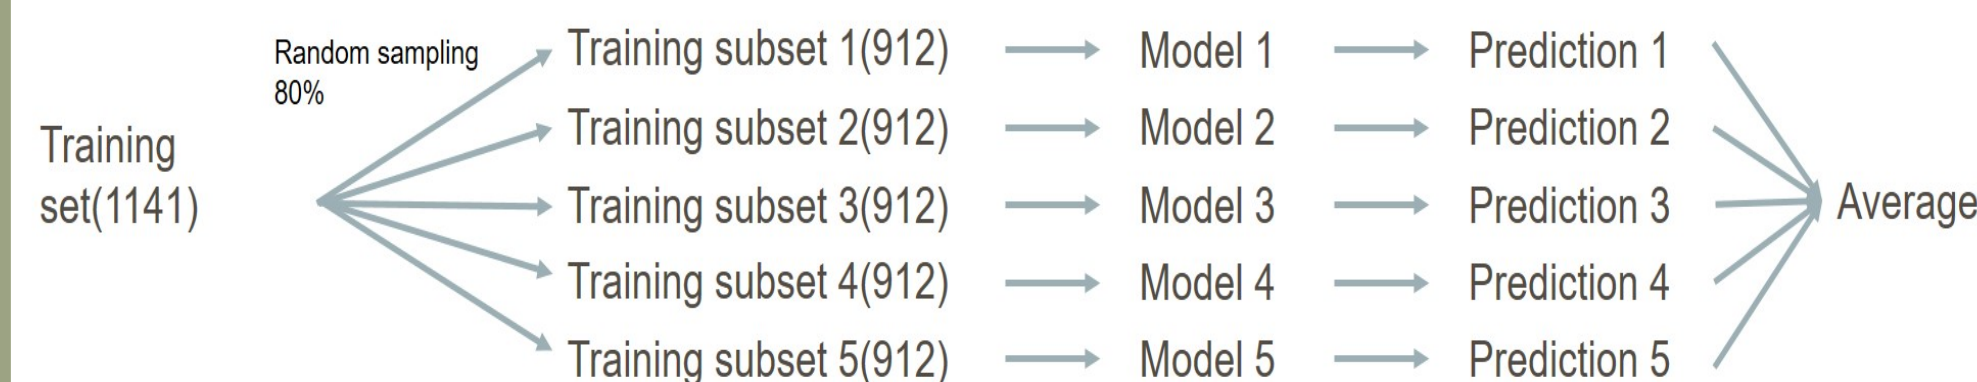 Random sampling
80%
Training
set(1141)
Training subset 1(912)
Model 1
Prediction 1
Training subset 2(912)
Model 2
Prediction 2
Training subset 3(912)
Model 3
Prediction 3
Training subset 4(912)
Model 4
Prediction 4
Training subset 5(912)
Model 5
Prediction 5
Average